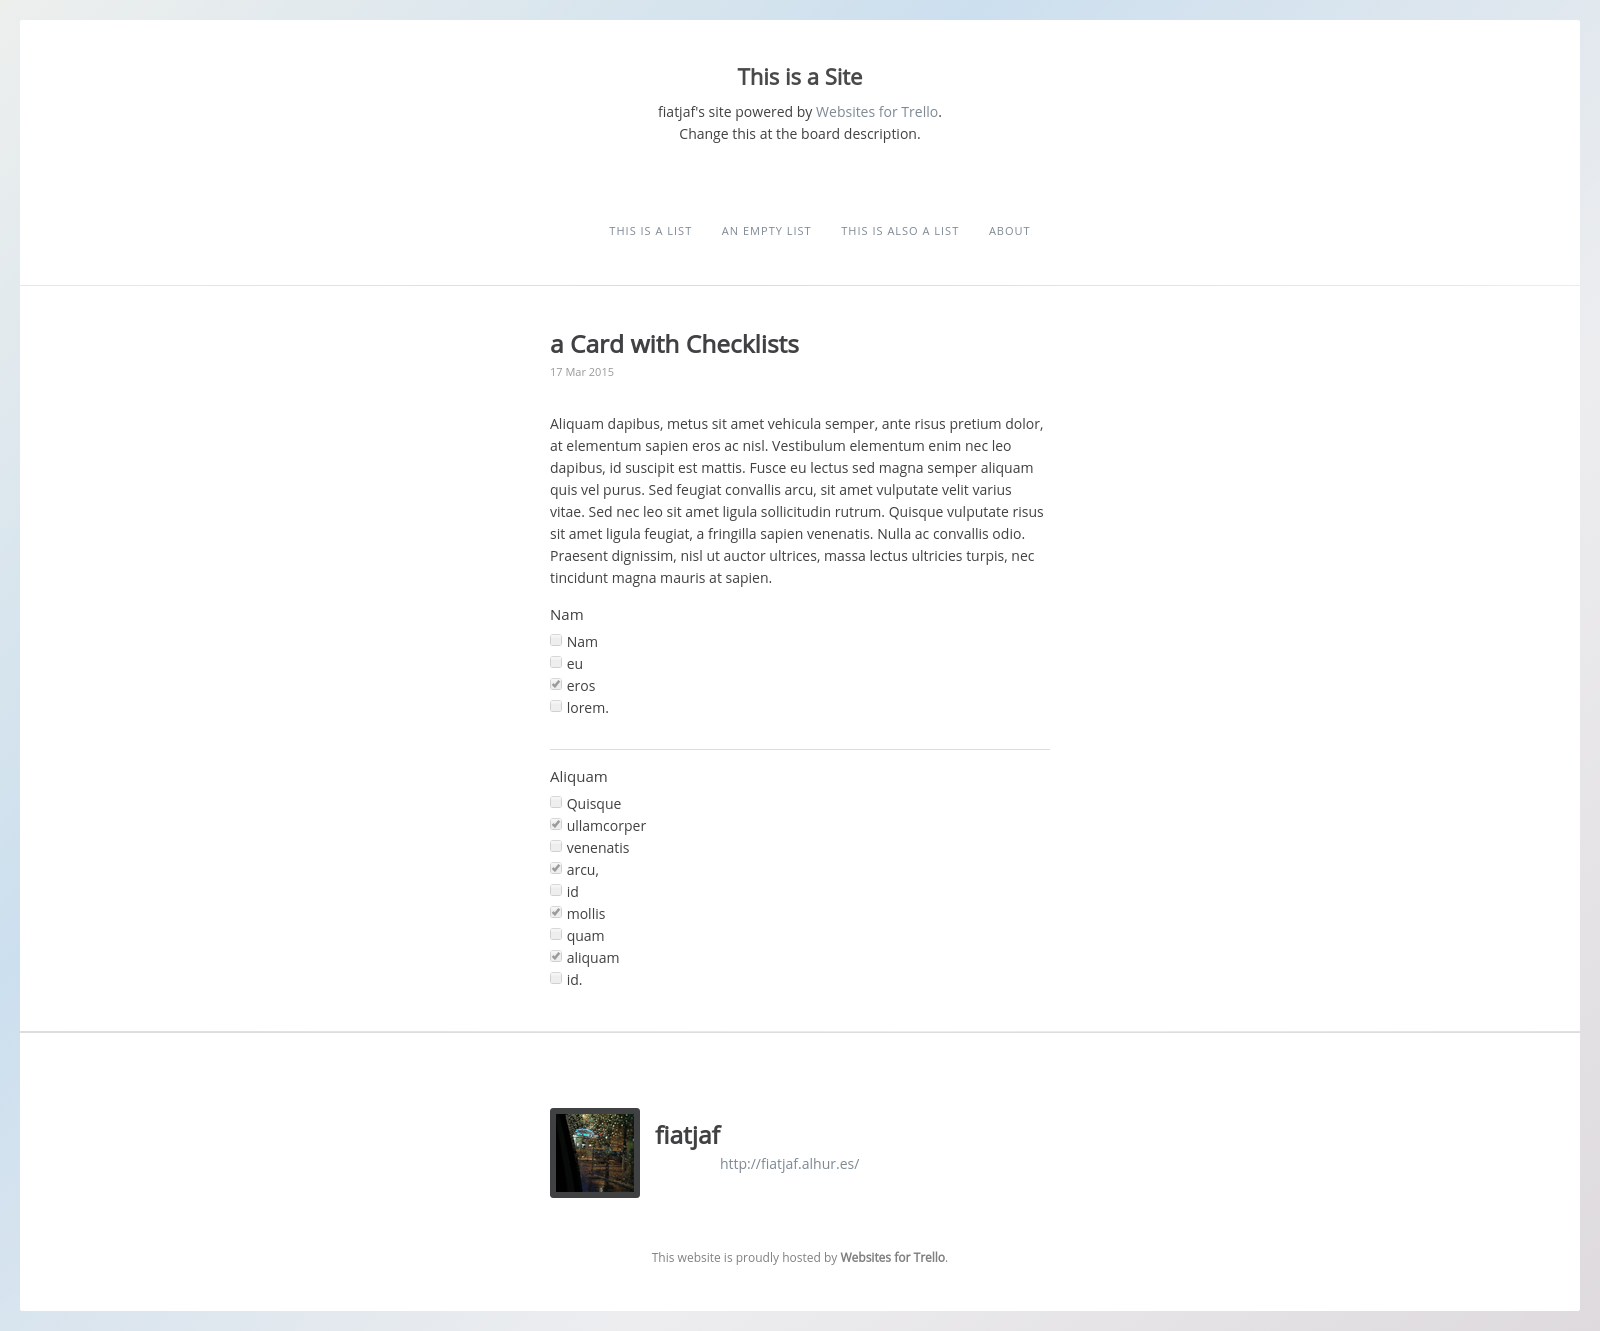 This is a Site
fiatjaf's site powered by Websites for Trello.
Change this at the board description.
THIS IS A LIST AN EMPTY LIST THIS IS ALSO A LIST ABOUT
a Card with Checklists
17 Mar 2015
Aliquam dapibus, metus sit amet vehicula semper, ante risus pretium dolor,
at elementum sapien eros ac nisl. Vestibulum elementum enim nec leo
dapibus, id suscipit est mattis. Fusce eu lectus sed magna semper aliquam
quis vel purus. Sed feugiat convallis arcu, sit amet vulputate velit varius
vitae. Sed nec leo sit amet ligula sollicitudin rutrum. Quisque vulputate risus
sit amet ligula feugiat, a fringilla sapien venenatis. Nulla ac convallis odio.
Praesent dignissim, nisl ut auctor ultrices, massa lectus ultricies turpis, nec
tincidunt magna mauris at sapien.
Nam
Nam
eu
eros
lorem.
Aliquam
Quisque
ullamcorper
venenatis
arcu,
id
mollis
quam
aliquam
id.
fiatjaf
http://fiatjaf.alhur.es/
This website is proudly hosted by Websites for Trello.